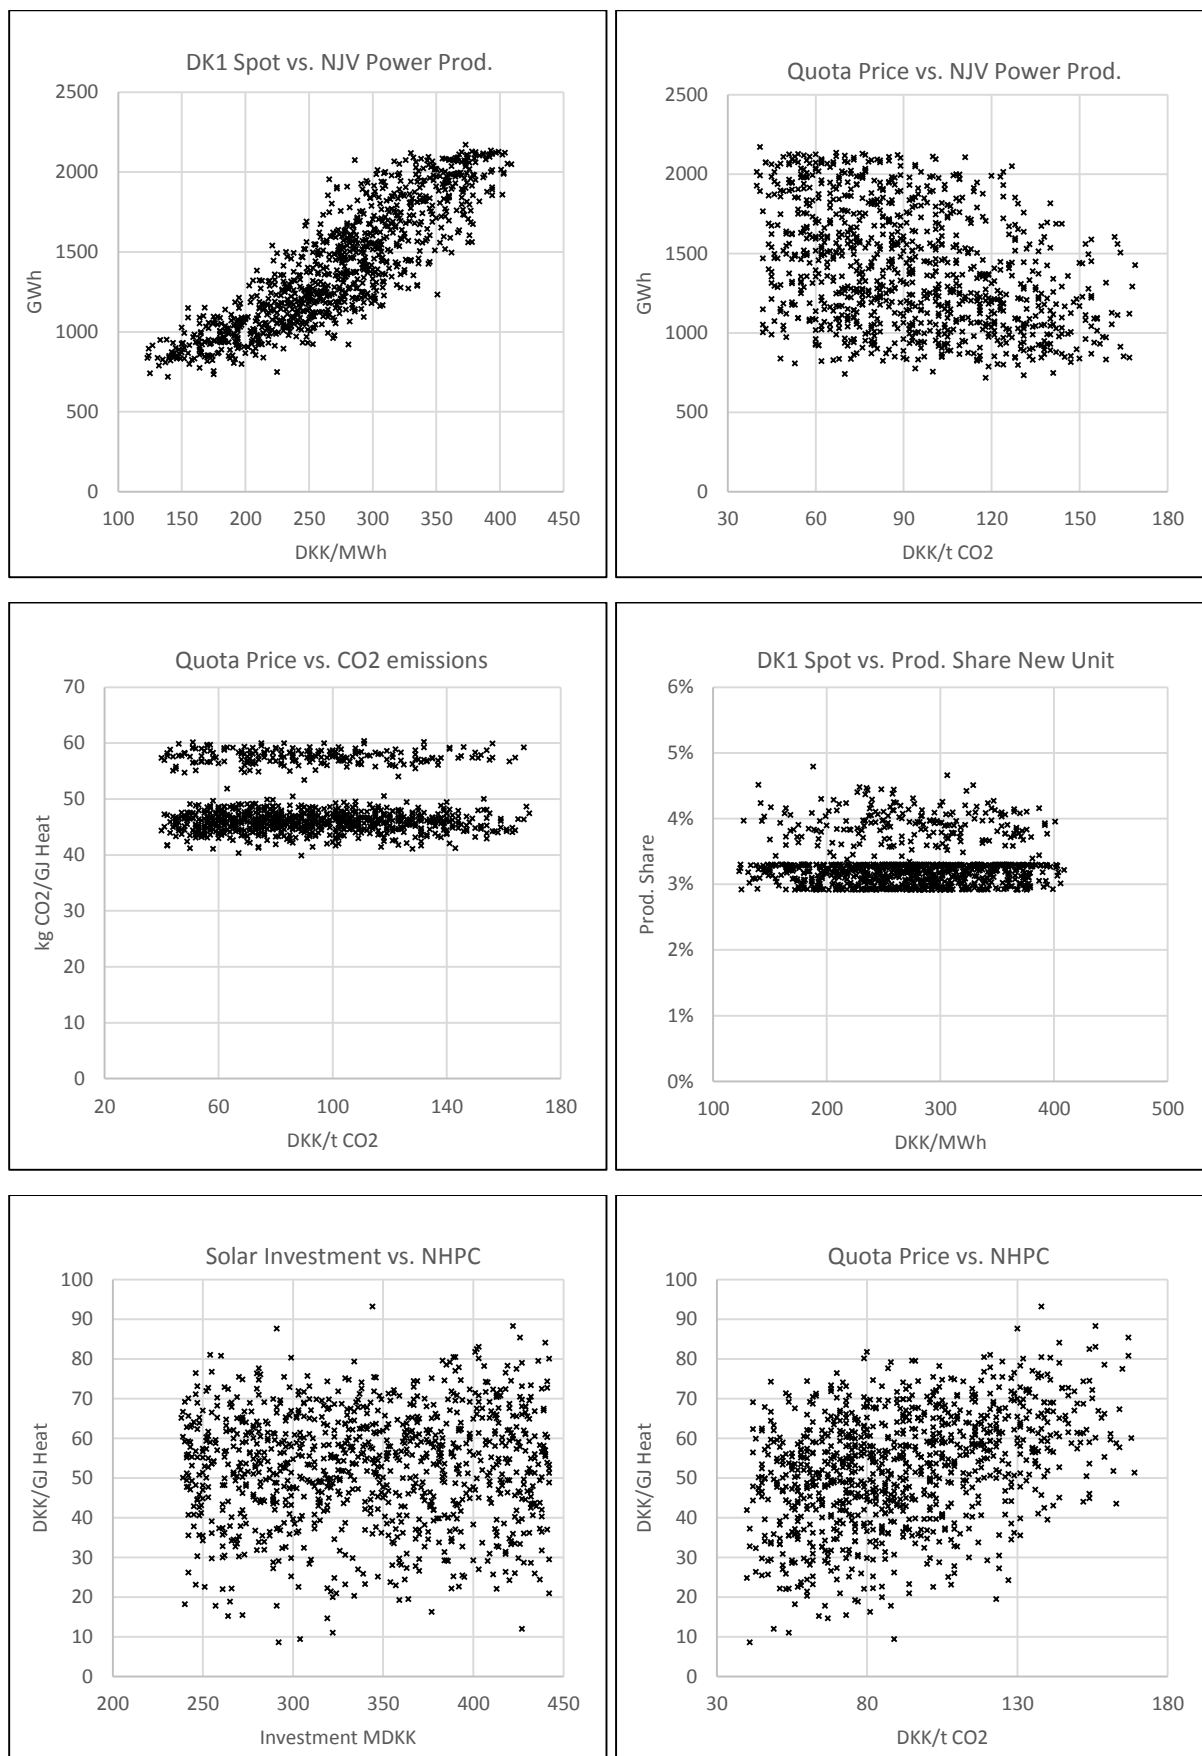 DK1 Spot vs. NJV Power Prod.
2500
2000
1500
1000
500
0
GWh
100 150 200 250 300 350 400 450
DKK/MWh
Quota Price vs. NJV Power Prod.
2500
2000
1500
1000
500
0
GWh
30 60 90 120 150 180
DKK/t CO2
Quota Price vs. CO2 emissions
70
60
50
40
30
20
10
0
kg CO2/GJ Heat
20 60 100 140 180
DKK/t CO2
DK1 Spot vs. Prod. Share New Unit
6%
5%
4%
3%
2%
1%
0%
Prod. Share
100 200 300 400 500
DKK/MWh
Solar Investment vs. NHPC
100
90
80
70
60
50
40
30
20
10
0
DKK/GJ Heat
200 250 300 350 400 450
Investment MDKK
Quota Price vs. NHPC
100
90
80
70
60
50
40
30
20
10
0
DKK/GJ Heat
30 80 130 180
DKK/t CO2